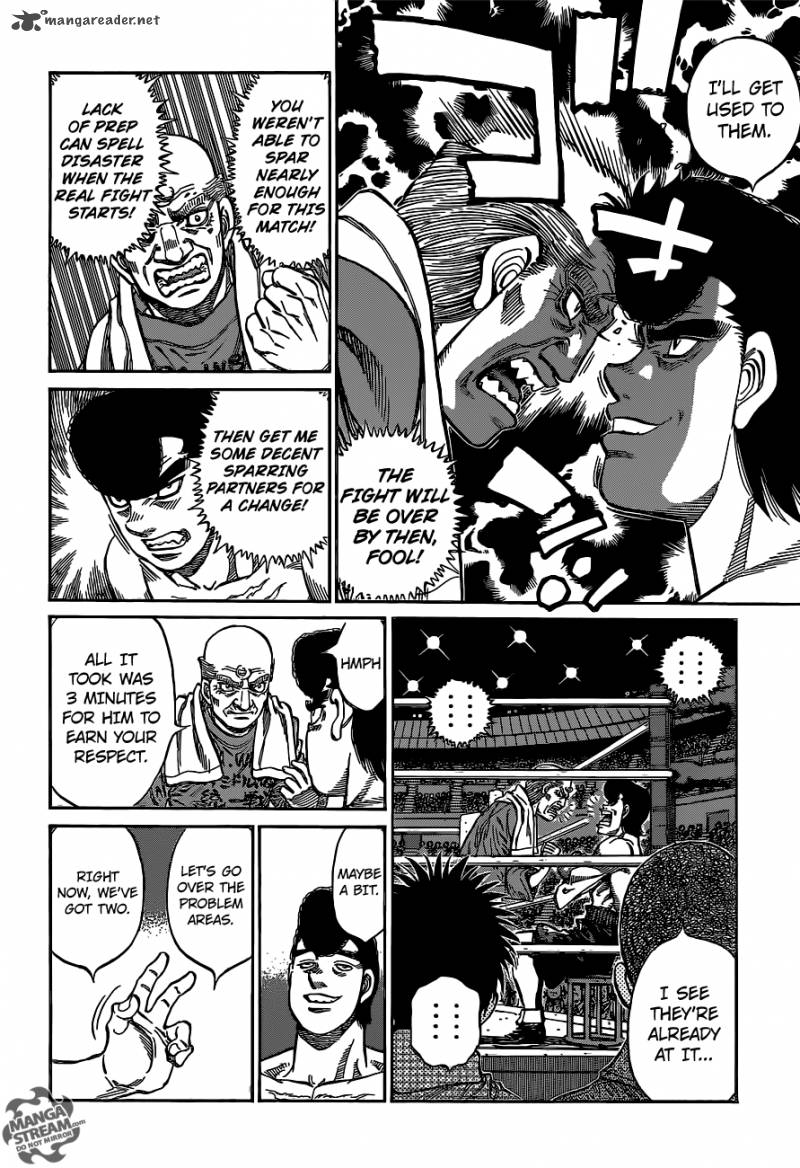 mangareader.net
I'LL GET
USED TO
THEM.
ゴ!!
THE
FIGHT WILL
BE OVER
BY THEN,
FOOL!
YOU
WEREN'T
ABLE TO
SPAR
NEARLY
ENOUGH
FOR THIS
MATCH!
LACK
OF PREP
CAN SPELL
DISASTER
WHEN THE
REAL FIGHT
STARTS!
THEN GET ME
SOME DECENT
SPARRING
PARTNERS FOR
A CHANGE!
......
......
I SEE
THEY'RE
ALREADY
AT IT...
......
HMPH
ALL IT
TOOK WAS
3 MINUTES
FOR HIM TO
EARN YOUR
RESPECT.
MAYBE
A BIT.
LET'S GO
OVER THE
PROBLEM
AREAS.
RIGHT
NOW, WE'VE
GOT TWO.
MANGA
STREAM.com
DO NOT MIRROR